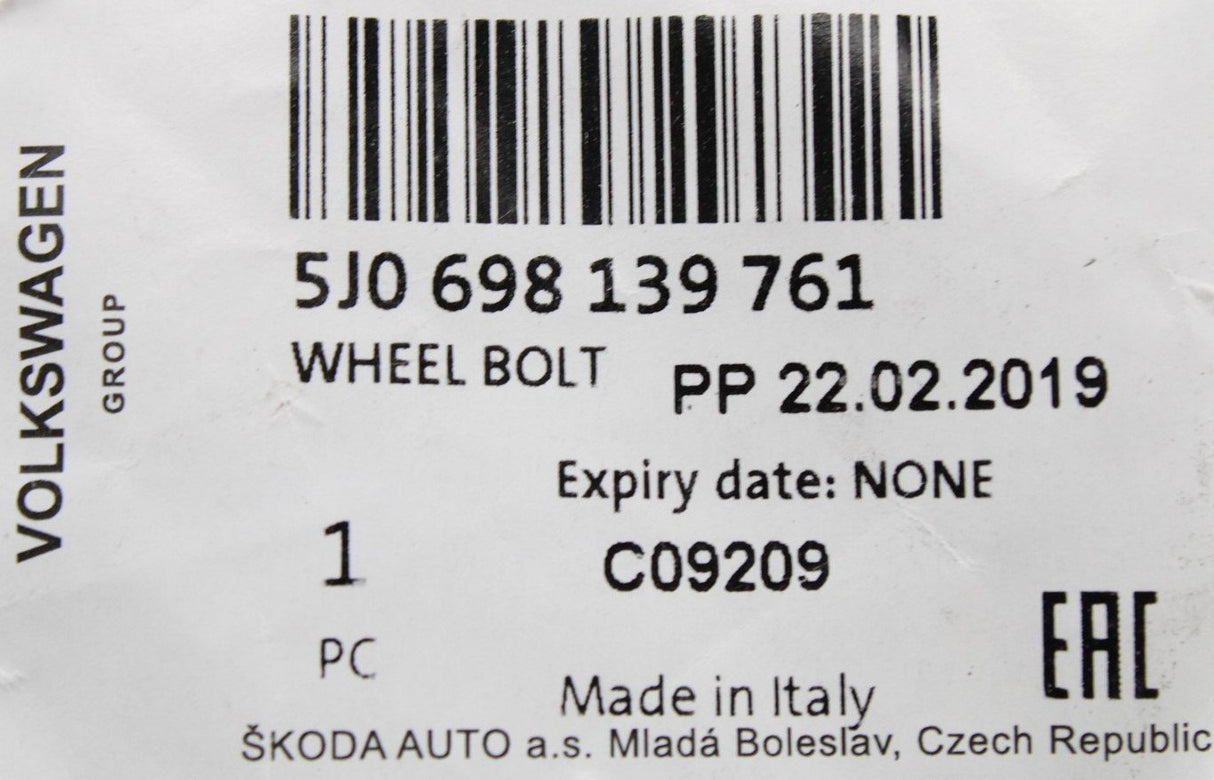 VOLKSWAGEN
GROUP
5J0 698 139 761
WHEEL BOLT
PP 22.02.2019
Expiry date: NONE
1
C09209
PC
EAC
Made in Italy
ŠKODA AUTO a.s. Mladá Boleslav, Czech Republic